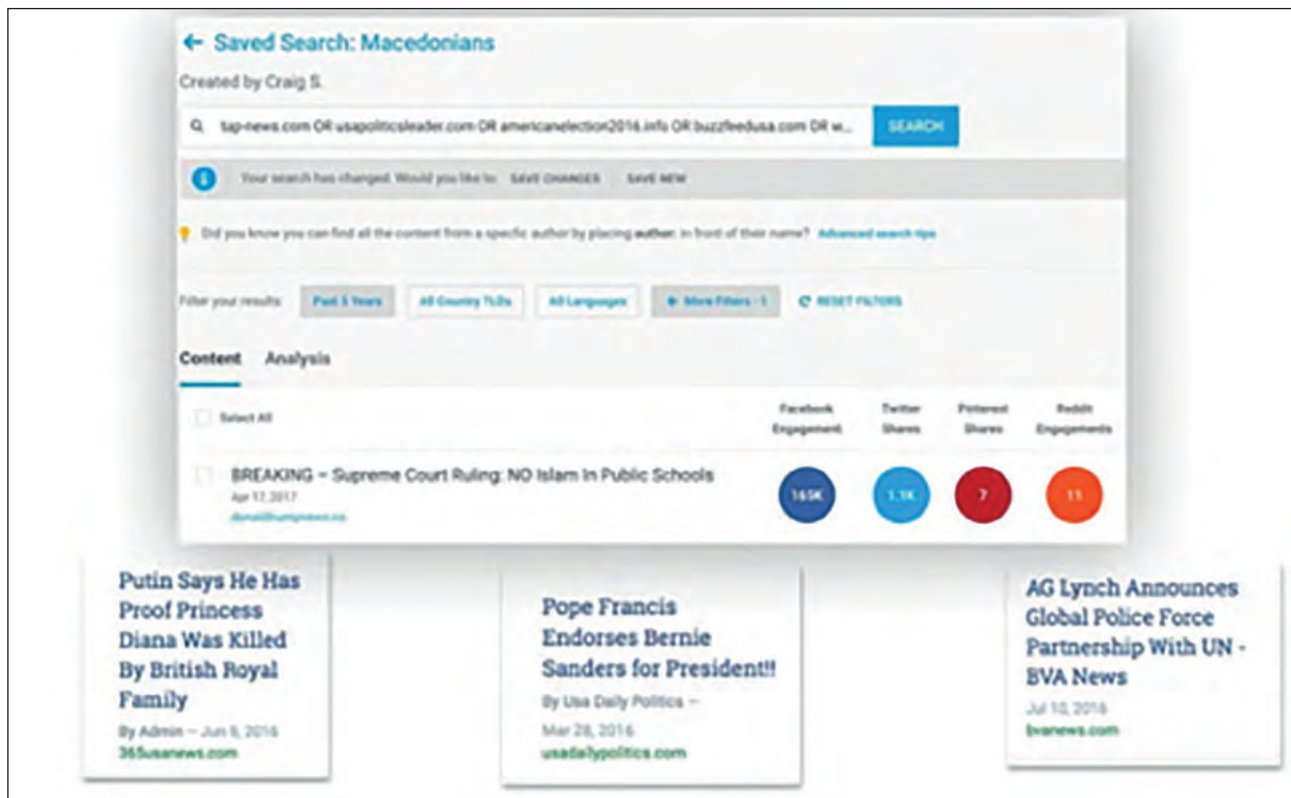 ← Saved Search: Macedonians
Created by Craig S.
tap-news.com OR usapoliticsleader.com OR americanelection2016.info OR buzzfeedusa.com OR w...
SEARCH
Your search has changed. Would you like to SAVE CHANGES SAVE NEW
Did you know you can find all the content from a specific author by placing author: in front of their name? Advanced search tips
Filter your results: Past 5 Years All Country TLDs All Languages More Filters - 1 RESET FILTERS
Content Analysis
Select All
Facebook Engagement
Twitter Shares
Pinterest Shares
Reddit Engagements
BREAKING – Supreme Court Ruling: NO Islam In Public Schools
Apr 17, 2017
165K 1.1K 7 11
Putin Says He Has
Proof Princess
Diana Was Killed
By British Royal
Family
By Admin – Jun 8, 2016
365usanews.com
Pope Francis
Endorses Bernie
Sanders for President!!
By Usa Daily Politics –
Mar 28, 2016
usadailypolitics.com
AG Lynch Announces
Global Police Force
Partnership With UN -
BVA News
Jul 10, 2016
bvanews.com